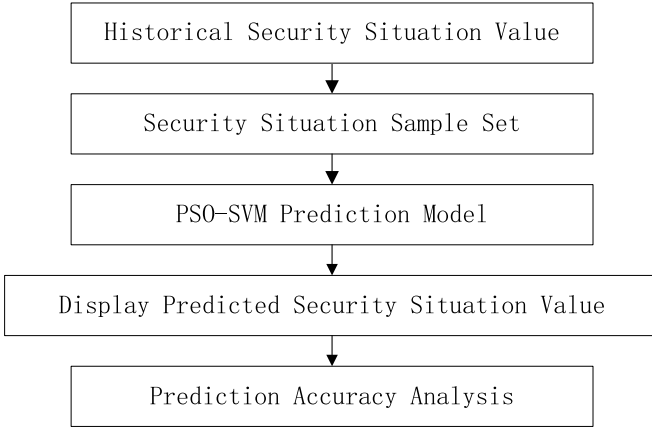 Historical Security Situation Value
Security Situation Sample Set
PSO-SVM Prediction Model
Display Predicted Security Situation Value
Prediction Accuracy Analysis